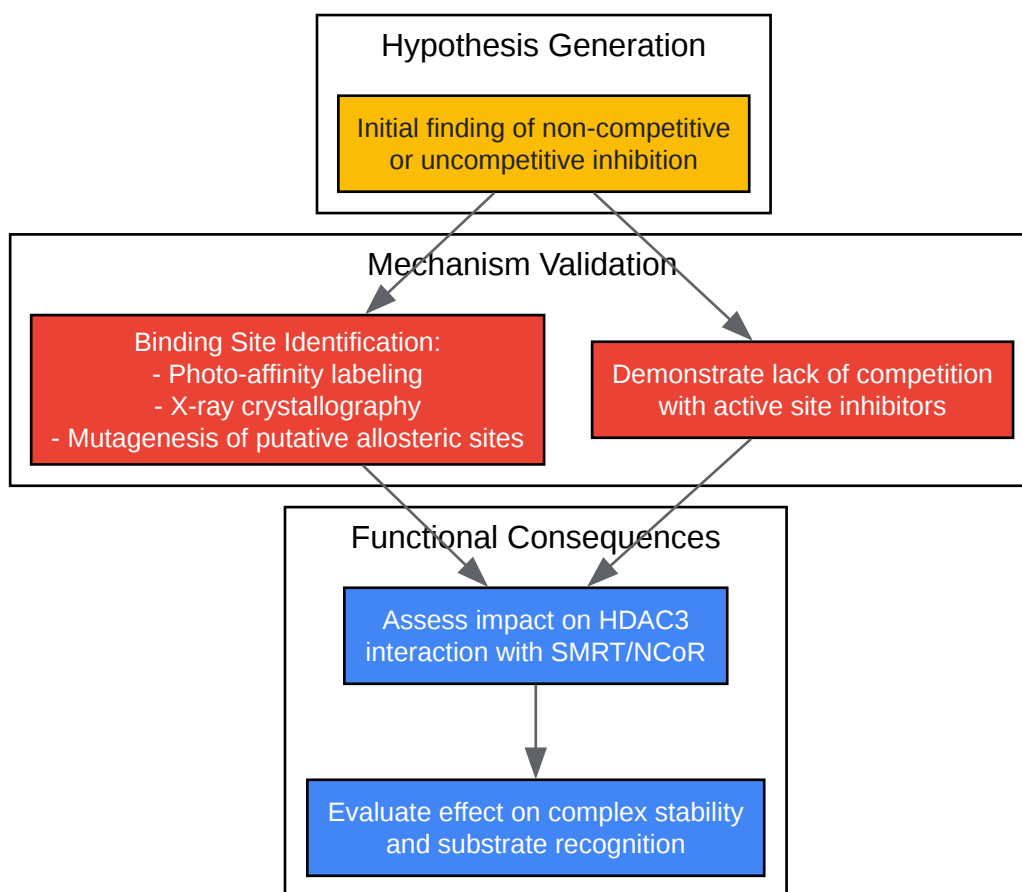 Hypothesis Generation
Initial finding of non-competitive
or uncompetitive inhibition
Mechanism Validation
Binding Site Identification:
- Photo-affinity labeling
- X-ray crystallography
- Mutagenesis of putative allosteric sites
Demonstrate lack of competition
with active site inhibitors
Functional Consequences
Assess impact on HDAC3
interaction with SMRT/NCoR
Evaluate effect on complex stability
and substrate recognition